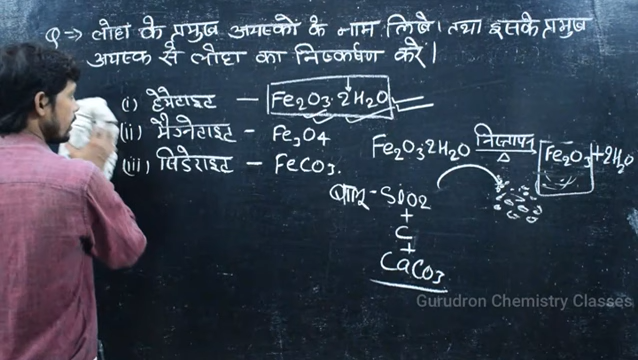 Q ⇒ लोहा के प्रमुख अयस्को के नाम लिखे। तथा इसके प्रमुख
अयस्क से लोहा का निष्कर्षण करे।
(i) हेमेटाइट — Fe2O3·2H2O
(ii) मैग्नेटाइट - Fe3O4
(iii) सिडेराइट — FeCO3.
Fe2O3·2H2O निस्तापन Δ Fe2O3 + 2H2O
बालू - SiO2
+
C
+
CaCO3
Gurudron Chemistry Classes